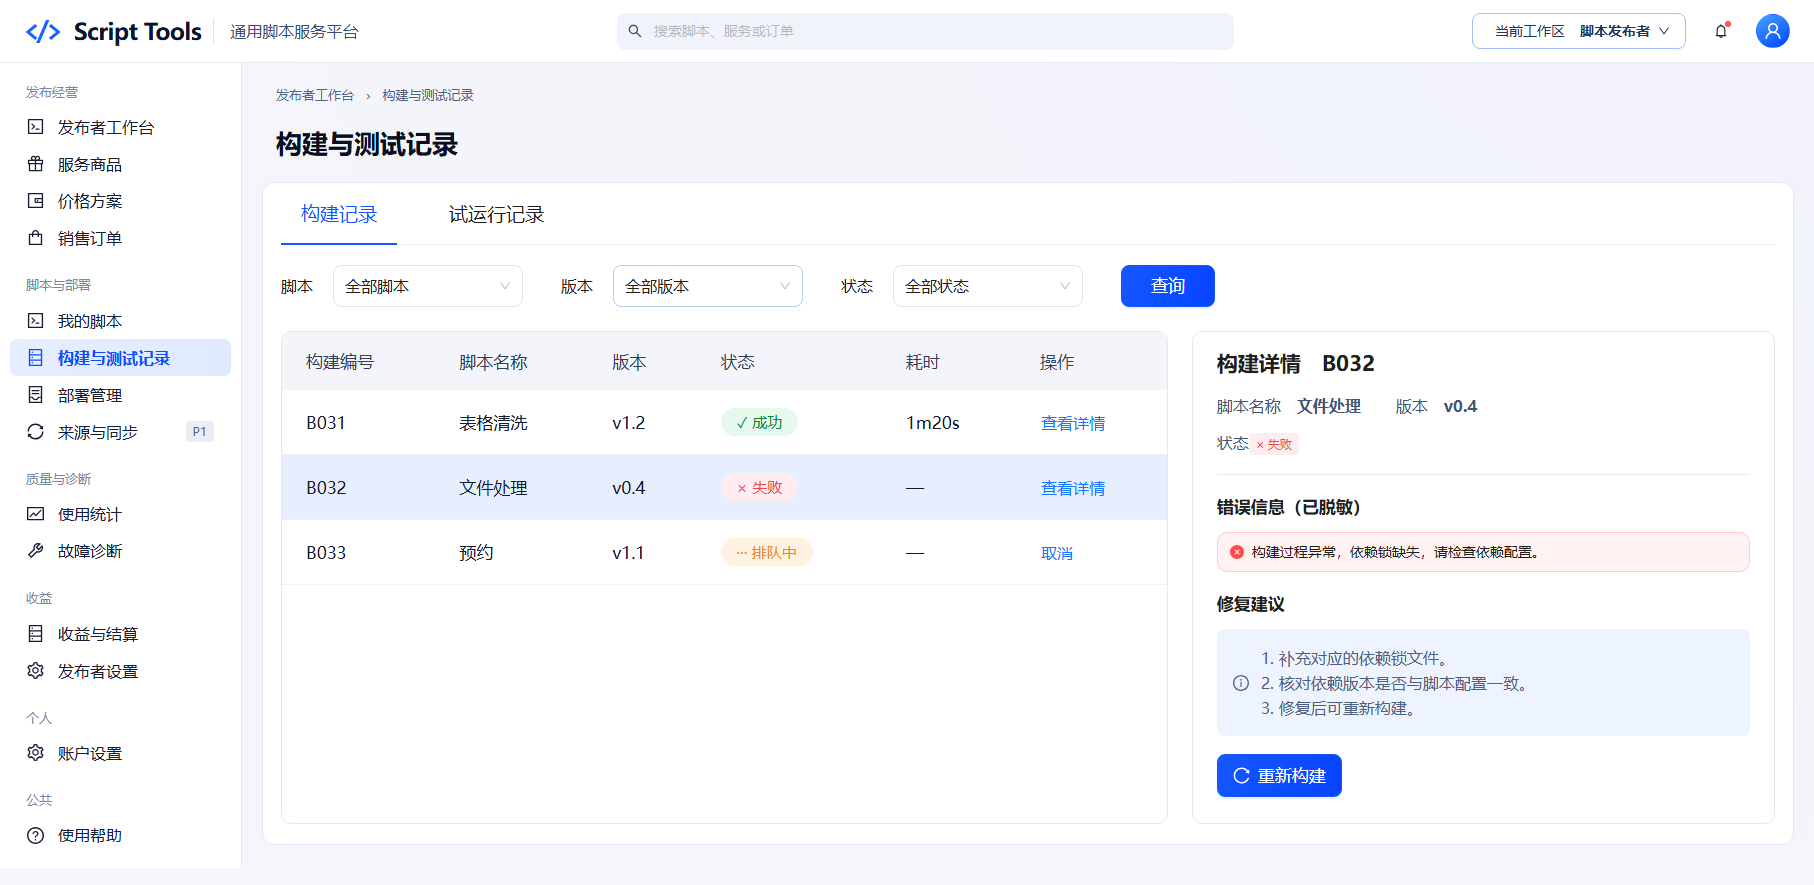 </> Script Tools
通用脚本服务平台
搜索脚本、服务或订单
当前工作区 脚本发布者
发布经营
发布者工作台
服务商品
价格方案
销售订单
脚本与部署
我的脚本
构建与测试记录
部署管理
来源与同步 P1
质量与诊断
使用统计
故障诊断
收益
收益与结算
发布者设置
个人
账户设置
公共
使用帮助
发布者工作台 › 构建与测试记录
构建与测试记录
构建记录 试运行记录
脚本 全部脚本 版本 全部版本 状态 全部状态 查询
构建编号 脚本名称 版本 状态 耗时 操作
B031 表格清洗 v1.2 ✓ 成功 1m20s 查看详情
B032 文件处理 v0.4 × 失败 — 查看详情
B033 预约 v1.1 ··· 排队中 — 取消
构建详情 B032
脚本名称 文件处理 版本 v0.4
状态 × 失败
错误信息（已脱敏）
构建过程异常，依赖锁缺失，请检查依赖配置。
修复建议
1. 补充对应的依赖锁文件。
2. 核对依赖版本是否与脚本配置一致。
3. 修复后可重新构建。
重新构建